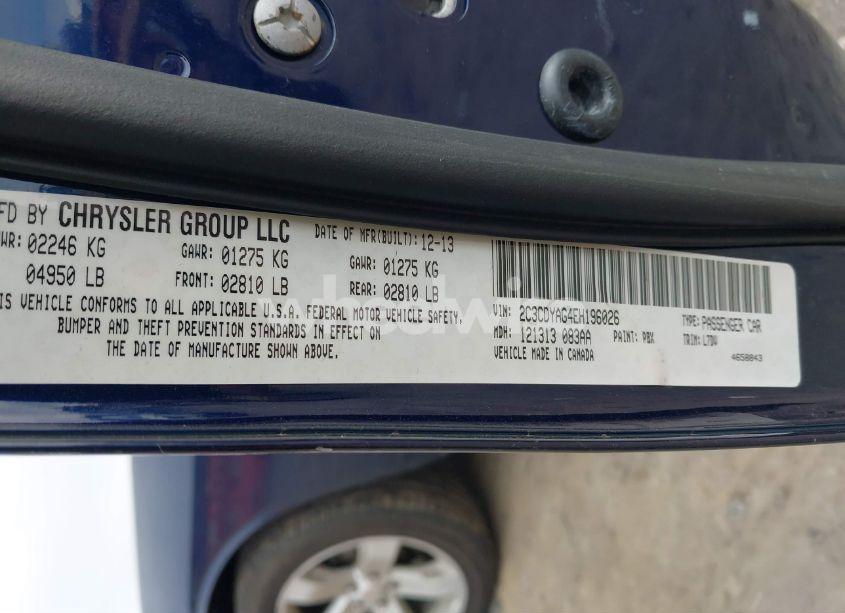 FD BY CHRYSLER GROUP LLC DATE OF MFR(BUILT): 12-13
WR: 02246 KG GAWR: 01275 KG GAWR: 01275 KG
04950 LB FRONT: 02810 LB REAR: 02810 LB
IS VEHICLE CONFORMS TO ALL APPLICABLE U.S.A. FEDERAL MOTOR VEHICLE SAFETY,
BUMPER AND THEFT PREVENTION STANDARDS IN EFFECT ON
THE DATE OF MANUFACTURE SHOWN ABOVE.
VIN: 2C3CDYAG4EH196026 TYPE: PASSENGER CAR
MDH: 121313 083AA PAINT: PBX TRIM: L7DV
VEHICLE MADE IN CANADA 4658843